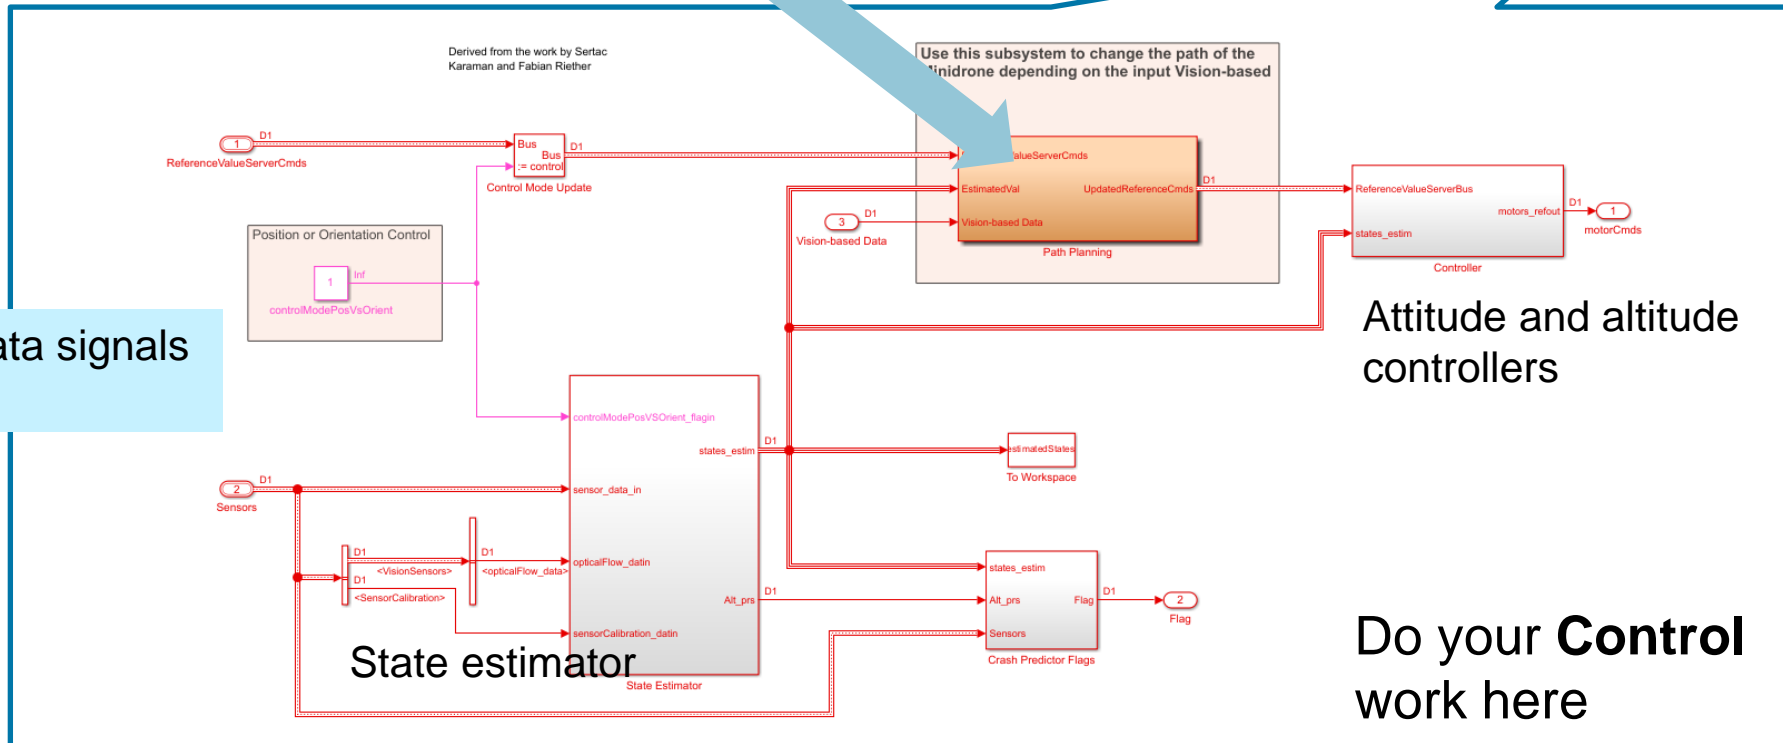 Derived from the work by Sertac
Karaman and Fabian Riether
Use this subsystem to change the path of the
Minidrone depending on the input Vision-based
D1
1
ReferenceValueServerCmds
Bus
Bus
:= control
D1
Control Mode Update
ValueServerCmds
EstimatedVal
UpdatedReferenceCmds
D1
Vision-based Data
Path Planning
3
D1
Vision-based Data
ReferenceValueServerBus
motors_refout
states_estim
Controller
D1
1
motorCmds
Position or Orientation Control
1
Inf
controlModePosVsOrient
data signals
Attitude and altitude
controllers
controlModePosVSOrient_flagin
states_estim
D1
sensor_data_in
opticalFlow_datin
Alt_prs
D1
sensorCalibration_datin
State estimator
State Estimator
estimatedStates
To Workspace
D1
2
Sensors
D1
<VisionSensors>
D1
<SensorCalibration>
D1
<opticalFlow_data>
states_estim
Alt_prs
Flag
Sensors
Crash Predictor Flags
D1
2
Flag
Do your Control
work here